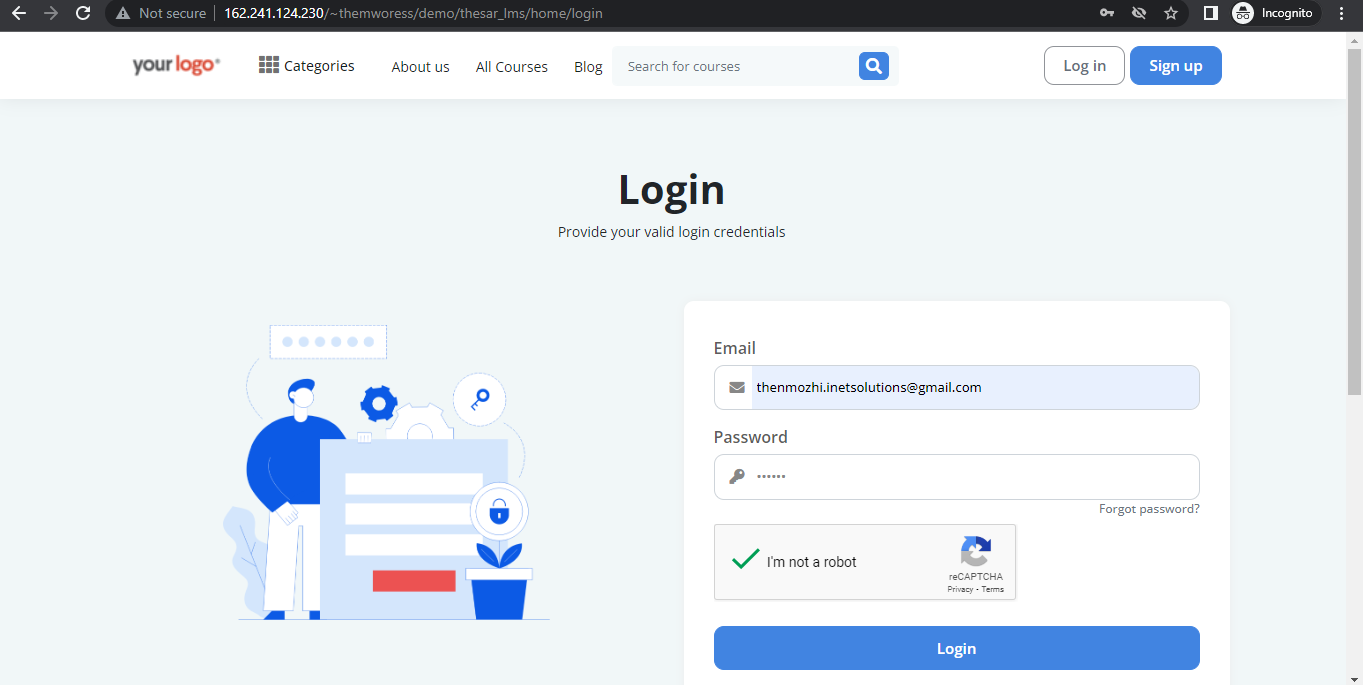 Not secure 162.241.124.230/~themworess/demo/thesar_lms/home/login Incognito
your logo® Categories About us All Courses Blog Search for courses Log in Sign up
Login
Provide your valid login credentials
Email
thenmozhi.inetsolutions@gmail.com
Password
••••••
Forgot password?
I'm not a robot
reCAPTCHA
Privacy - Terms
Login